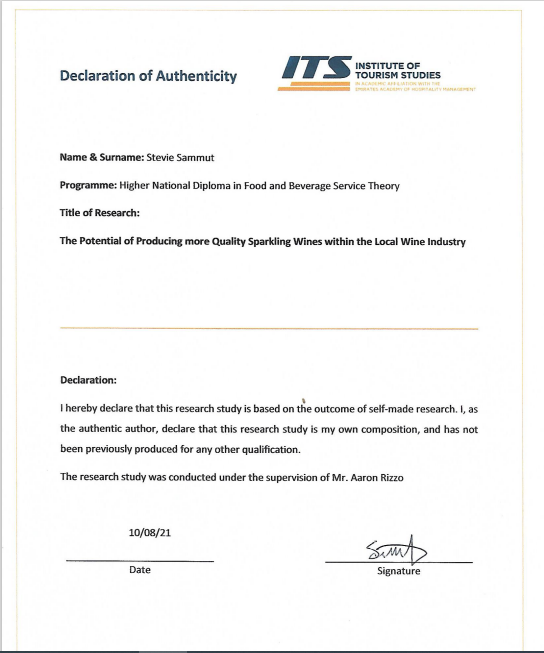 Declaration of Authenticity
ITS INSTITUTE OF
TOURISM STUDIES
IN ACADEMIC AFFILIATION WITH THE
EMIRATES ACADEMY OF HOSPITALITY MANAGEMENT
Name & Surname: Stevie Sammut
Programme: Higher National Diploma in Food and Beverage Service Theory
Title of Research:
The Potential of Producing more Quality Sparkling Wines within the Local Wine Industry
Declaration:
I hereby declare that this research study is based on the outcome of self-made research. I, as
the authentic author, declare that this research study is my own composition, and has not
been previously produced for any other qualification.
The research study was conducted under the supervision of Mr. Aaron Rizzo
10/08/21
Date
Signature